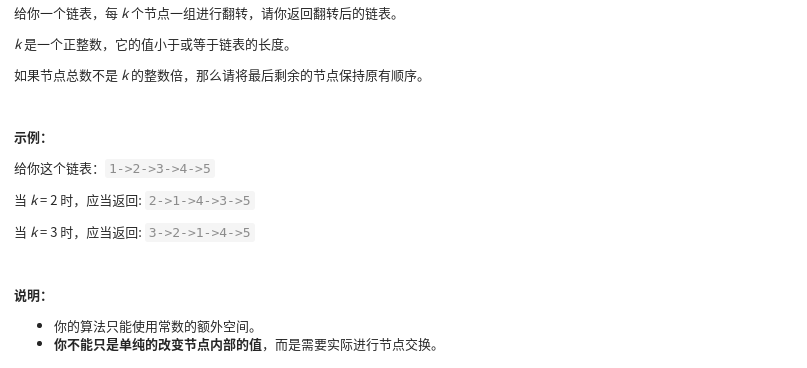 给你一个链表，每 k 个节点一组进行翻转，请你返回翻转后的链表。
k 是一个正整数，它的值小于或等于链表的长度。
如果节点总数不是 k 的整数倍，那么请将最后剩余的节点保持原有顺序。
示例：
给你这个链表：1->2->3->4->5
当 k = 2 时，应当返回: 2->1->4->3->5
当 k = 3 时，应当返回: 3->2->1->4->5
说明：
你的算法只能使用常数的额外空间。
你不能只是单纯的改变节点内部的值，而是需要实际进行节点交换。